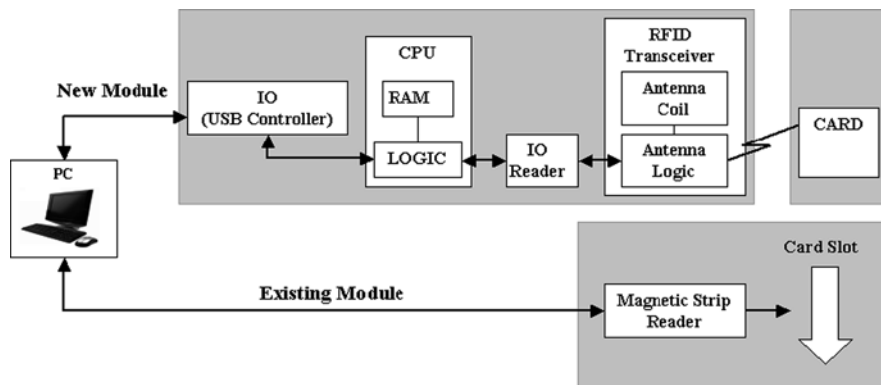 New Module
IO
(USB Controller)
CPU
RAM
LOGIC
IO
Reader
RFID
Transceiver
Antenna
Coil
Antenna
Logic
CARD
PC
Existing Module
Magnetic Strip
Reader
Card Slot